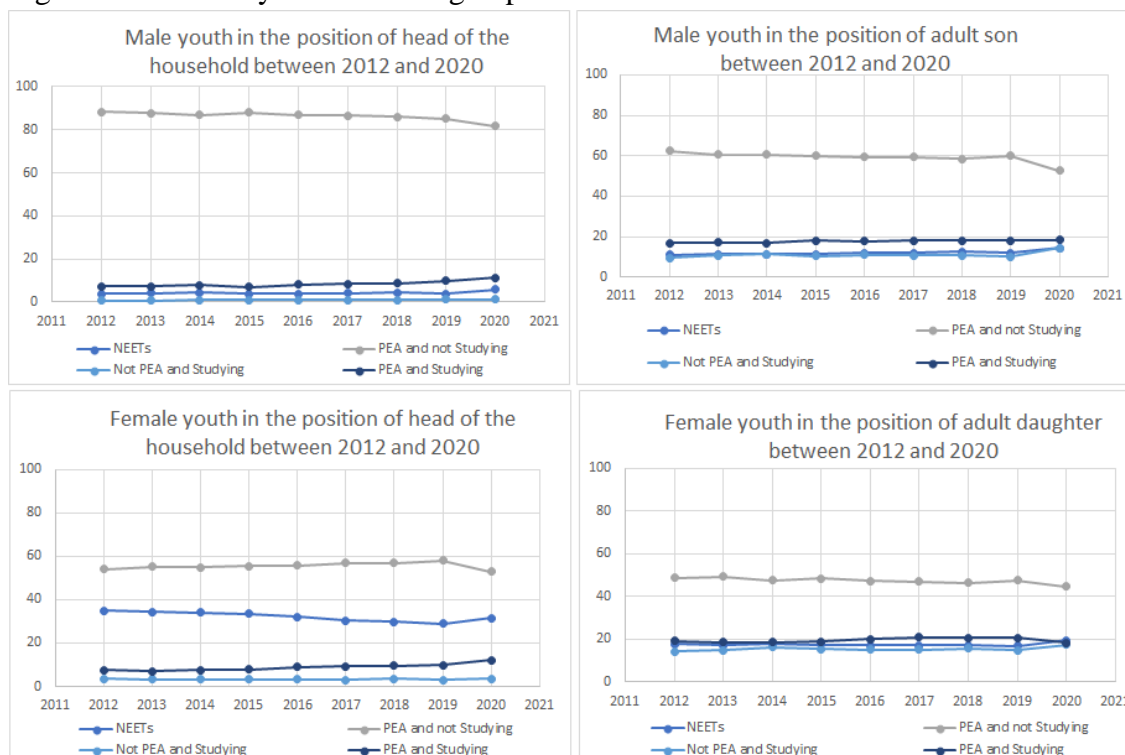 Male youth in the position of head of the
household between 2012 and 2020
100
80
60
40
20
0
2011 2012 2013 2014 2015 2016 2017 2018 2019 2020 2021
NEETs PEA and not Studying
Not PEA and Studying PEA and Studying
Male youth in the position of adult son
between 2012 and 2020
100
80
60
40
20
0
2011 2012 2013 2014 2015 2016 2017 2018 2019 2020 2021
NEETs PEA and not Studying
Not PEA and Studying PEA and Studying
Female youth in the position of head of the
household between 2012 and 2020
100
80
60
40
20
0
2011 2012 2013 2014 2015 2016 2017 2018 2019 2020 2021
NEETs PEA and not Studying
Not PEA and Studying PEA and Studying
Female youth in the position of adult daughter
between 2012 and 2020
100
80
60
40
20
0
2011 2012 2013 2014 2015 2016 2017 2018 2019 2020 2021
NEETs PEA and not Studying
Not PEA and Studying PEA and Studying